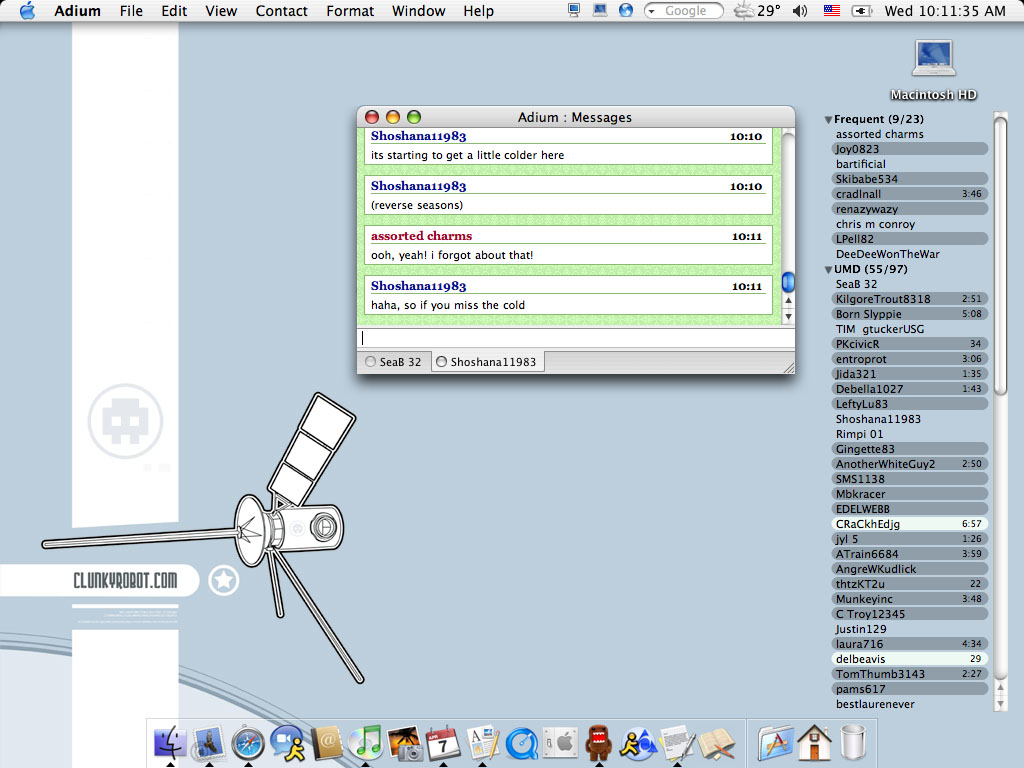 Adium File Edit View Contact Format Window Help Google 29° Wed 10:11:35 AM
Macintosh HD
Adium : Messages
Shoshana11983 10:10
its starting to get a little colder here
Shoshana11983 10:10
(reverse seasons)
assorted charms 10:11
ooh, yeah! i forgot about that!
Shoshana11983 10:11
haha, so if you miss the cold
SeaB 32 Shoshana11983
Frequent (9/23)
assorted charms
Joy0823
bartificial
Skibabe534
cradlnall 3:46
renazywazy
chris m conroy
LPell82
DeeDeeWonTheWar
UMD (55/97)
SeaB 32
KilgoreTrout8318 2:51
Born Slyppie 5:08
TIM gtuckerUSG
PKcivicR 34
entroprot 3:06
Jida321 1:35
Debella1027 1:43
LeftyLu83
Shoshana11983
Rimpi 01
Gingette83
AnotherWhiteGuy2 2:50
SMS1138
Mbkracer
EDELWEBB
CRaCkhEdjg 6:57
jyl 5 1:26
ATrain6684 3:59
AngreWKudlick
thtzKT2u 22
Munkeyinc 3:48
C Troy12345
Justin129
laura716 4:34
delbeavis 29
TomThumb3143 2:27
pams617
bestlaurenever
CLUNKYROBOT.COM
7